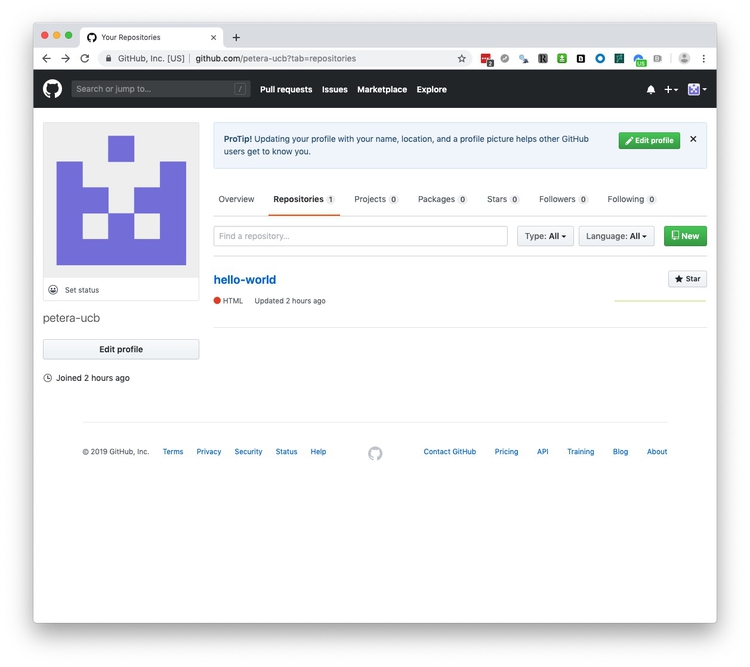 Your Repositories
GitHub, Inc. [US] | github.com/petera-ucb?tab=repositories
2
US
Search or jump to... /
Pull requests Issues Marketplace Explore
ProTip! Updating your profile with your name, location, and a profile picture helps other GitHub
users get to know you.
Edit profile
Overview Repositories 1 Projects 0 Packages 0 Stars 0 Followers 0 Following 0
Find a repository... Type: All Language: All New
hello-world
Star
HTML Updated 2 hours ago
Set status
petera-ucb
Edit profile
Joined 2 hours ago
© 2019 GitHub, Inc. Terms Privacy Security Status Help Contact GitHub Pricing API Training Blog About